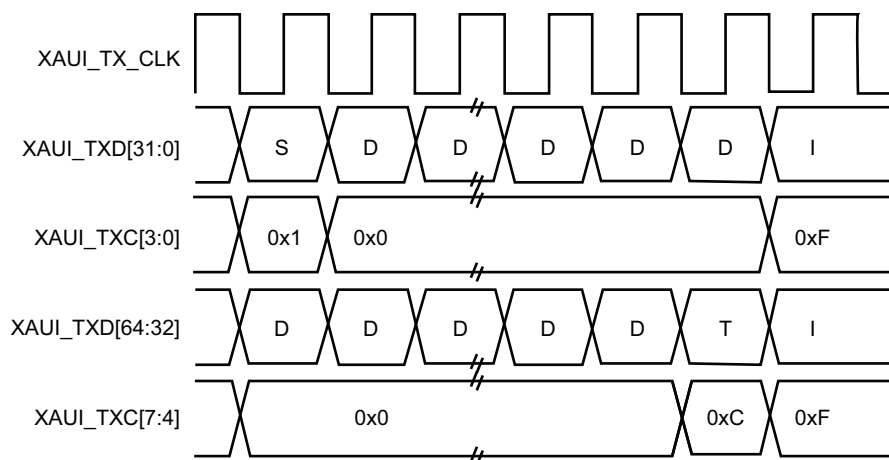 XAUI_TX_CLK
XAUI_TXD[31:0] S D D D D D I
XAUI_TXC[3:0] 0x1 0x0 0xF
XAUI_TXD[64:32] D D D D D T I
XAUI_TXC[7:4] 0x0 0xC 0xF